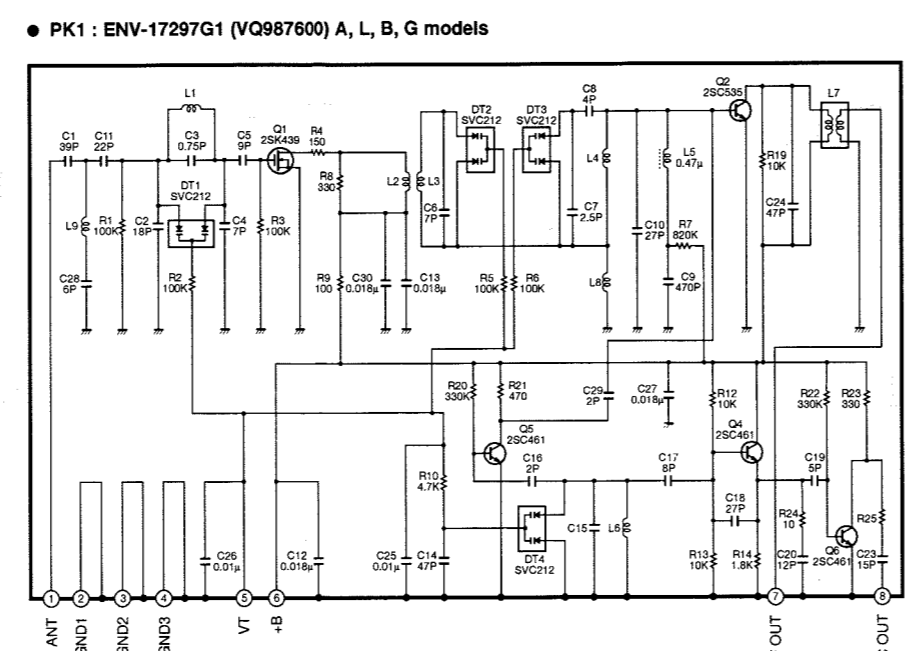 ● PK1 : ENV-17297G1 (VQ987600) A, L, B, G models
L1
C1
39P
C11
22P
C3
0.75P
C5
9P
Q1
2SK439
R4
150
DT2
SVC212
DT3
SVC212
C8
4P
Q2
2SC535
L7
DT1
SVC212
R8
330
L2
L3
L4
L5
0.47µ
R19
10K
L9
R1
100K
C2
18P
C4
7P
R3
100K
C6
7P
C7
2.5P
C10
27P
R7
820K
C24
47P
C28
6P
R2
100K
R9
100
C30
0.018µ
C13
0.018µ
R5
100K
R6
100K
L8
C9
470P
R20
330K
R21
470
C29
2P
C27
0.018µ
R12
10K
R22
330K
R23
330
Q5
2SC461
Q4
2SC461
R10
4.7K
C16
2P
C17
8P
C19
5P
C18
27P
R24
10
R25
C26
0.01µ
C12
0.018µ
C25
0.01µ
C14
47P
DT4
SVC212
C15
L6
R13
10K
R14
1.8K
C20
12P
Q6
2SC461
C23
15P
1
2
3
4
5
6
7
8
ANT
GND1
GND2
GND3
VT
+B
OUT
OUT